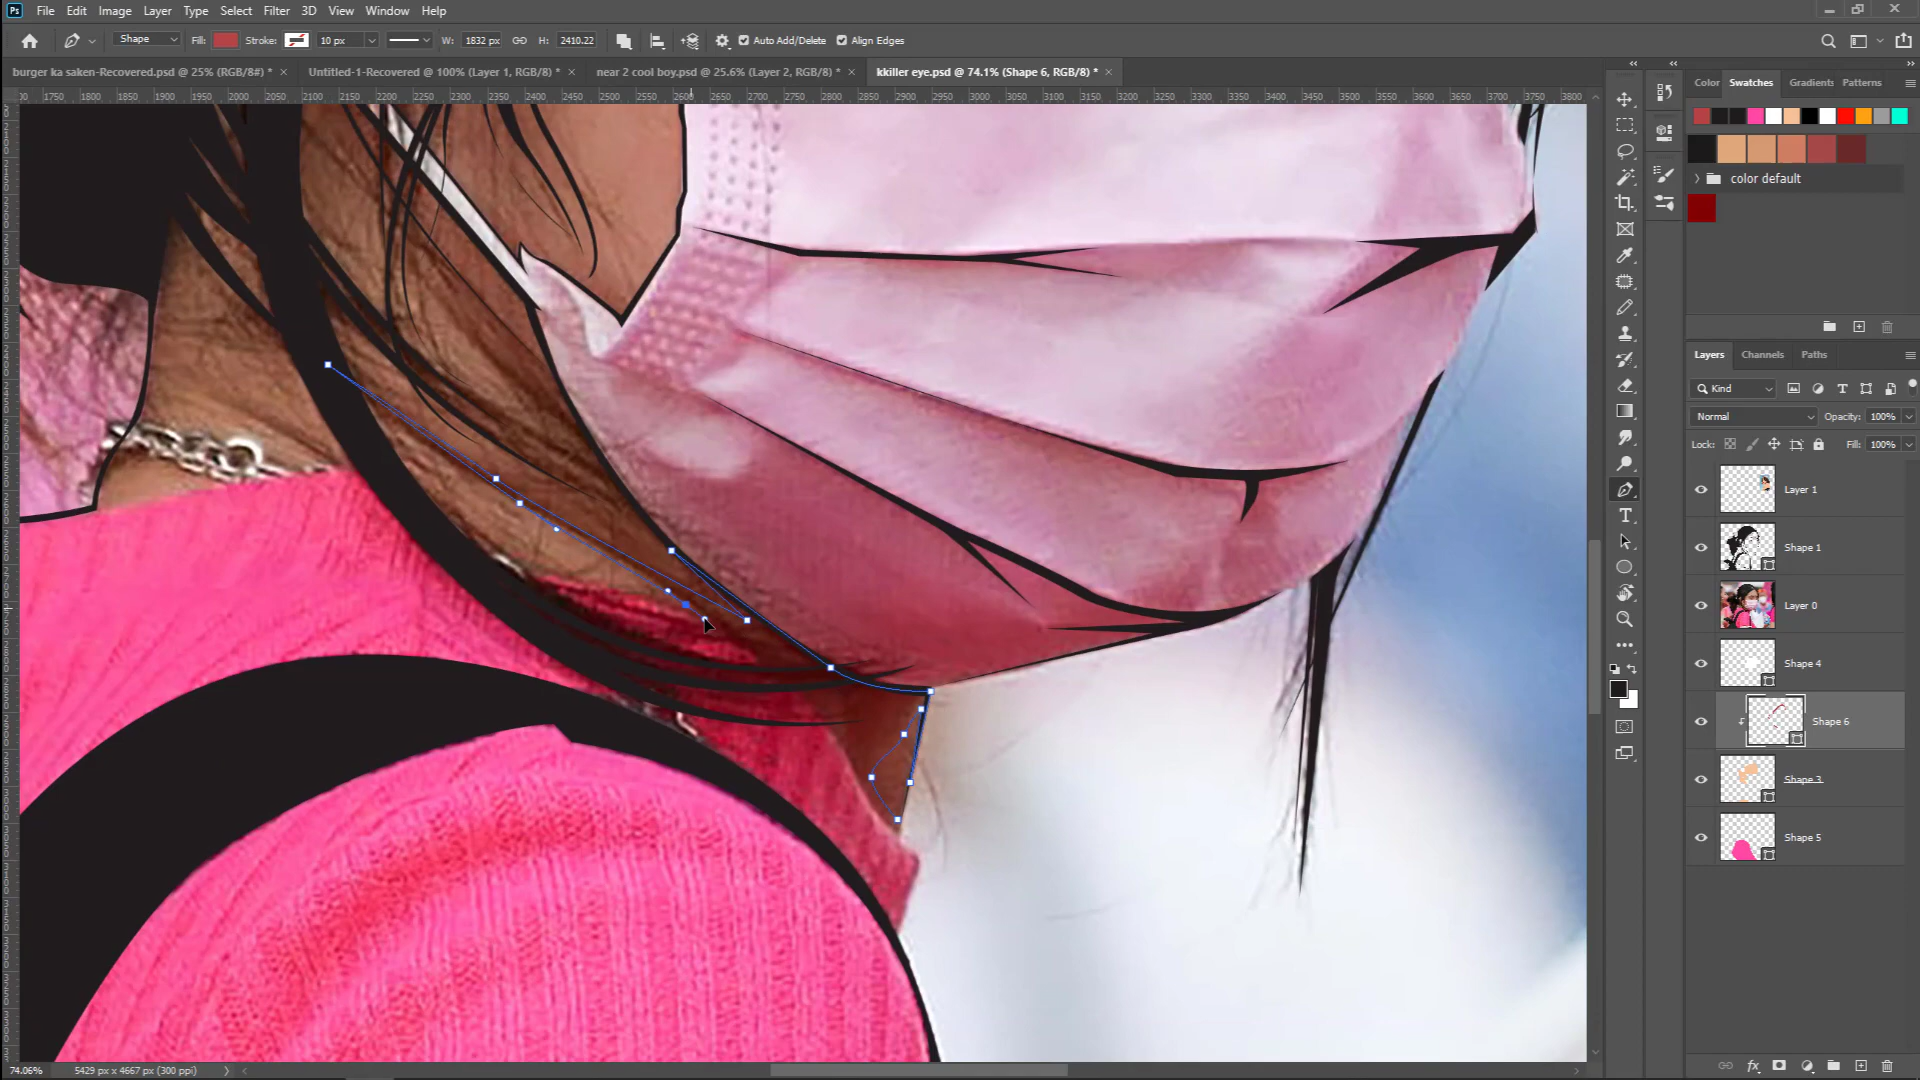 Ps File Edit Image Layer Type Select Filter 3D View Window Help
Shape Fill: Stroke: 10 px W: 1832 px H: 2410.22 Auto Add/Delete Align Edges
burger ka saken-Recovered.psd @ 25% (RGB/8#) * × Untitled-1-Recovered @ 100% (Layer 1, RGB/8) * × near 2 cool boy.psd @ 25.6% (Layer 2, RGB/8) * × kkiller eye.psd @ 74.1% (Shape 6, RGB/8) * ×
1750 1800 1850 1900 1950 2000 2050 2100 2150 2200 2250 2300 2350 2400 2450 2500 2550 2600 2650 2700 2750 2800 2850 2900 2950 3000 3050 3100 3150 3200 3250 3300 3350 3400 3450 3500 3550 3600 3650 3700 3750 3800
Color Swatches Gradients Patterns
color default
Layers Channels Paths
Kind
Normal Opacity: 100%
Lock: Fill: 100%
Layer 1
Shape 1
Layer 0
Shape 4
Shape 6
Shape 3
Shape 5
74.06% 5429 px x 4667 px (300 ppi)